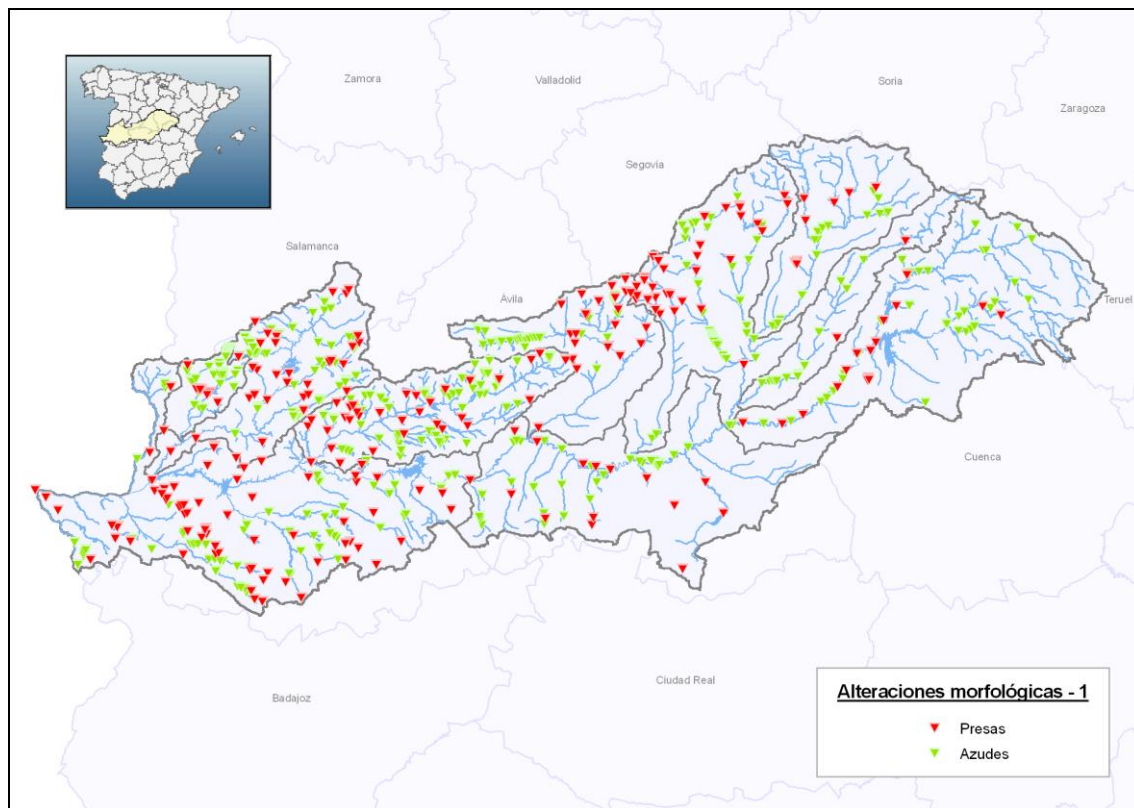 Zamora
Valladolid
Soria
Zaragoza
Segovia
Salamanca
Ávila
Teruel
Cuenca
Ciudad Real
Badajoz
Alteraciones morfológicas - 1
Presas
Azudes